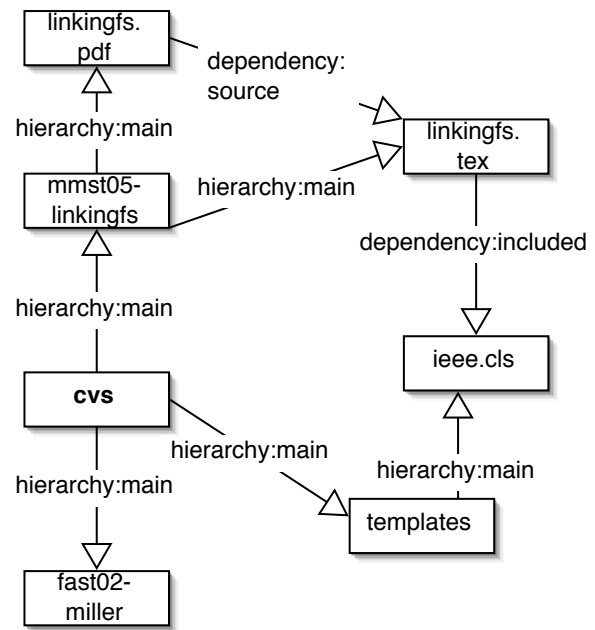 linkingfs.
pdf
dependency:
source
hierarchy:main
linkingfs.
tex
mmst05-
linkingfs
hierarchy:main
dependency:included
hierarchy:main
ieee.cls
cvs
hierarchy:main
hierarchy:main
hierarchy:main
templates
fast02-
miller